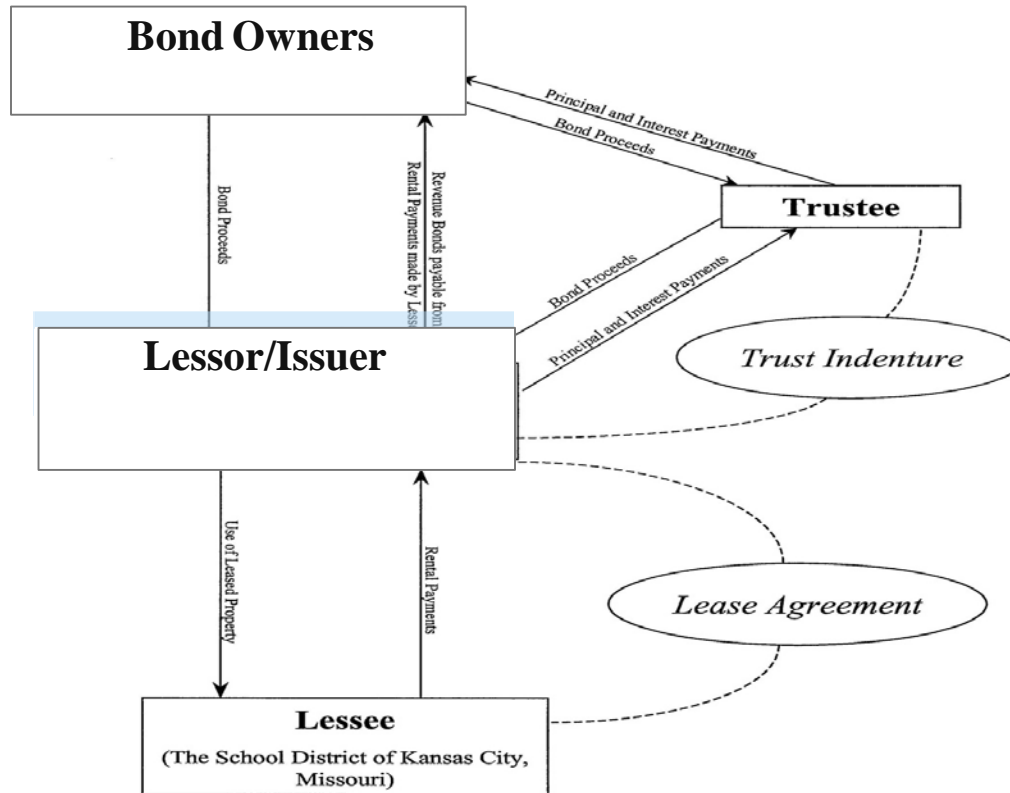 Bond Owners
Principal and Interest Payments
Bond Proceeds
Bond Proceeds
Revenue Bonds payable from
Rental Payments made by
Trustee
Bond Proceeds
Principal and Interest Payments
Lessor/Issuer
Trust Indenture
Use of Leased Property
Rental Payments
Lease Agreement
Lessee
(The School District of Kansas City,
Missouri)